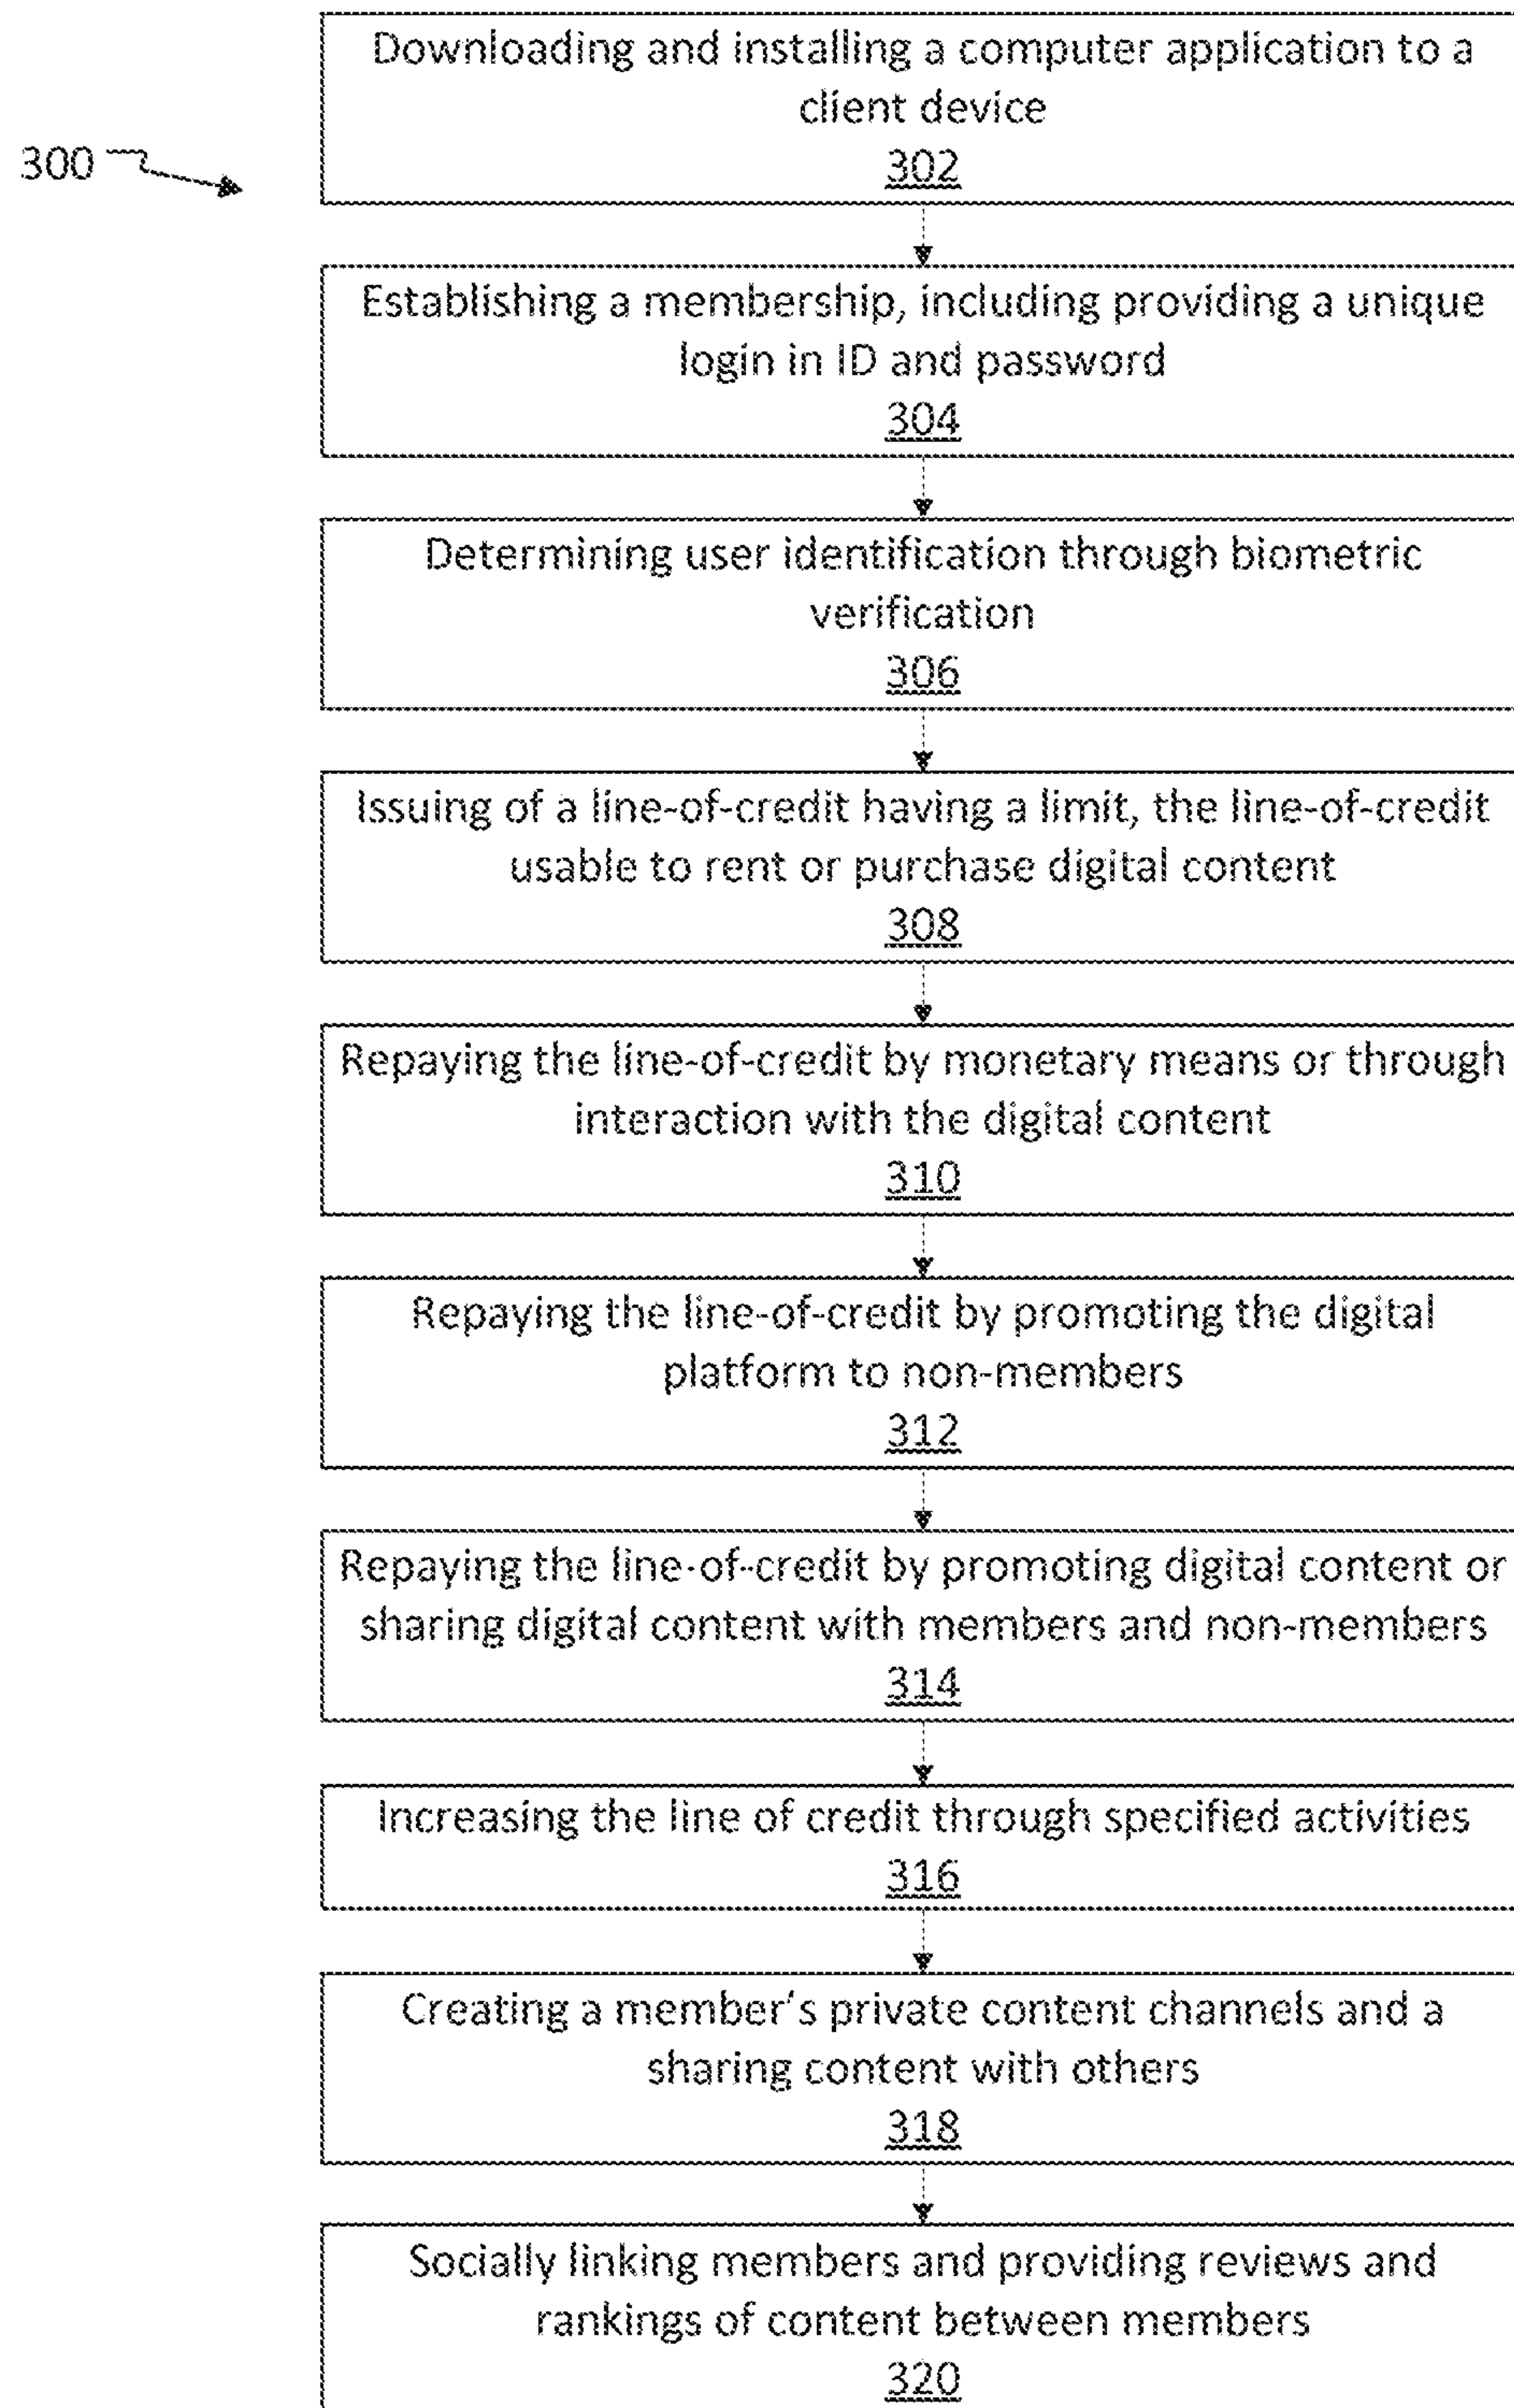 Downloading and installing a computer application to a
client device
302
300
Establishing a membership, including providing a unique
login in ID and password
304
Determining user identification through biometric
verification
306
Issuing of a line-of-credit having a limit, the line-of-credit
usable to rent or purchase digital content
308
Repaying the line-of-credit by monetary means or through
interaction with the digital content
310
Repaying the line-of-credit by promoting the digital
platform to non-members
312
Repaying the line-of-credit by promoting digital content or
sharing digital content with members and non-members
314
Increasing the line of credit through specified activities
316
Creating a member's private content channels and a
sharing content with others
318
Socially linking members and providing reviews and
rankings of content between members
320